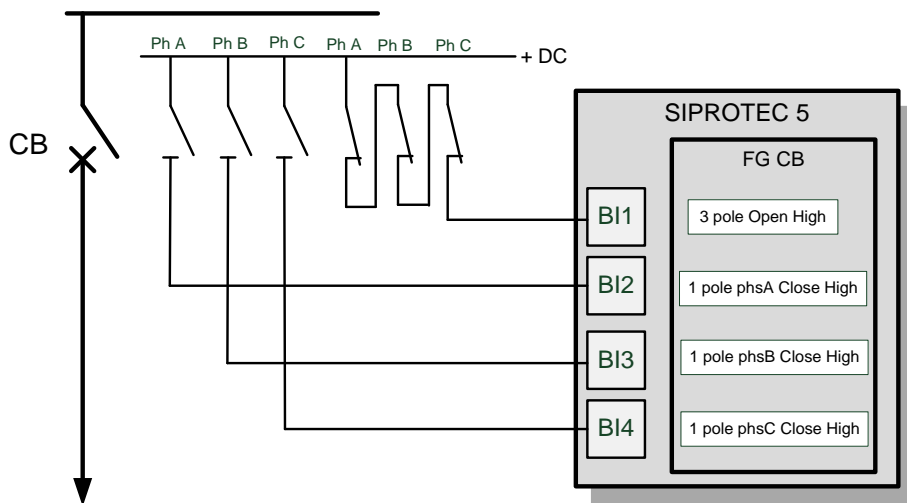 Ph A Ph B Ph C Ph A Ph B Ph C
+ DC
CB
SIPROTEC 5
FG CB
BI1 3 pole Open High
BI2 1 pole phsA Close High
BI3 1 pole phsB Close High
BI4 1 pole phsC Close High